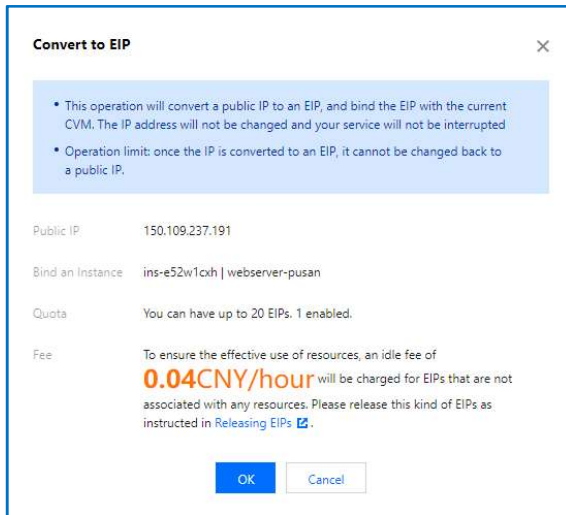 Convert to EIP
• This operation will convert a public IP to an EIP, and bind the EIP with the current
CVM. The IP address will not be changed and your service will not be interrupted
• Operation limit: once the IP is converted to an EIP, it cannot be changed back to
a public IP.
Public IP 150.109.237.191
Bind an Instance ins-e52w1cxh | webserver-pusan
Quota You can have up to 20 EIPs. 1 enabled.
Fee To ensure the effective use of resources, an idle fee of
0.04CNY/hour will be charged for EIPs that are not
associated with any resources. Please release this kind of EIPs as
instructed in Releasing EIPs .
OK Cancel